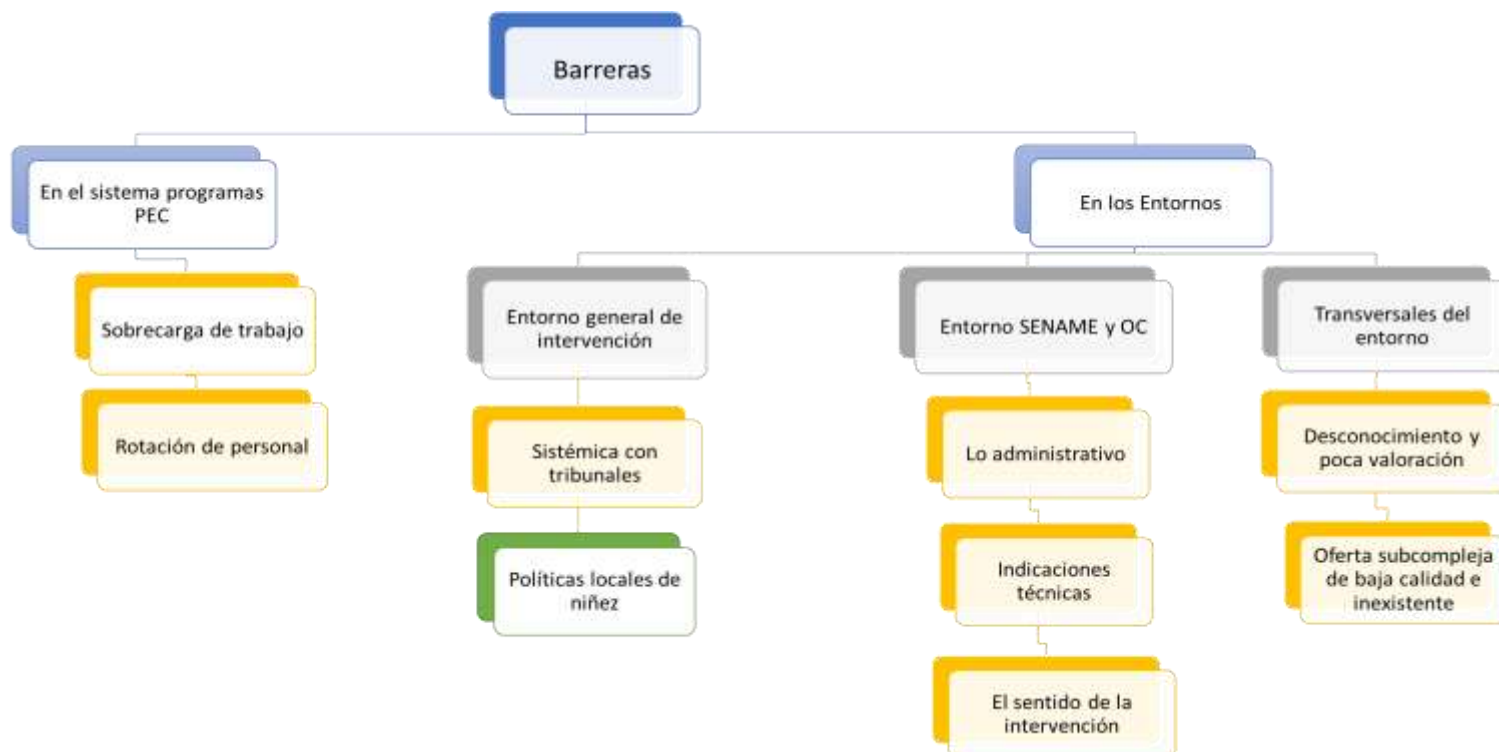 Barreras
En el sistema programas
PEC
En los Entornos
Sobrecarga de trabajo
Rotación de personal
Entorno general de
intervención
Sistémica con
tribunales
Políticas locales de
niñez
Entorno SENAME y OC
Lo administrativo
Indicaciones
técnicas
El sentido de la
intervención
Transversales del
entorno
Desconocimiento y
poca valoración
Oferta subcompleja
de baja calidad e
inexistente